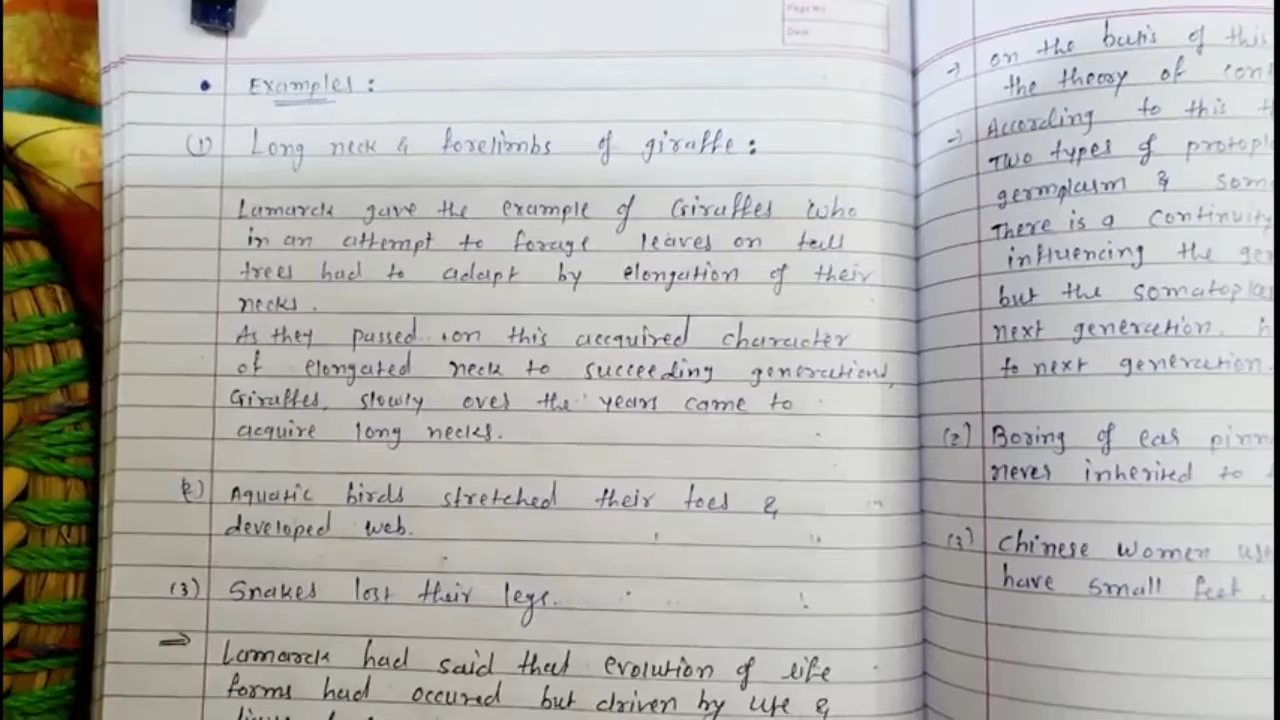 Page No
Date
• Examples :
(1) Long neck & forelimbs of giraffe :
Lamarck gave the example of Giraffes who
in an attempt to forage leaves on tall
trees had to adapt by elongation of their
necks.
As they passed on this accquired character
of elongated neck to succeeding generations,
Giraffes, slowly over the years came to
acquire long necks.
2) Aquatic birds stretched their toes &
developed web.
(3) Snakes lost their legs.
⇒ Lamarck had said that evolution of life
forms had occured but driven by use &
→ on the basis of this
the theory of
→ According to this
Two types of
germplasm &
There is a continuity
influencing the
but the
next generation.
to next generation.
(2) Boring of ear
never inherited to
(3) Chinese women
have small feet.